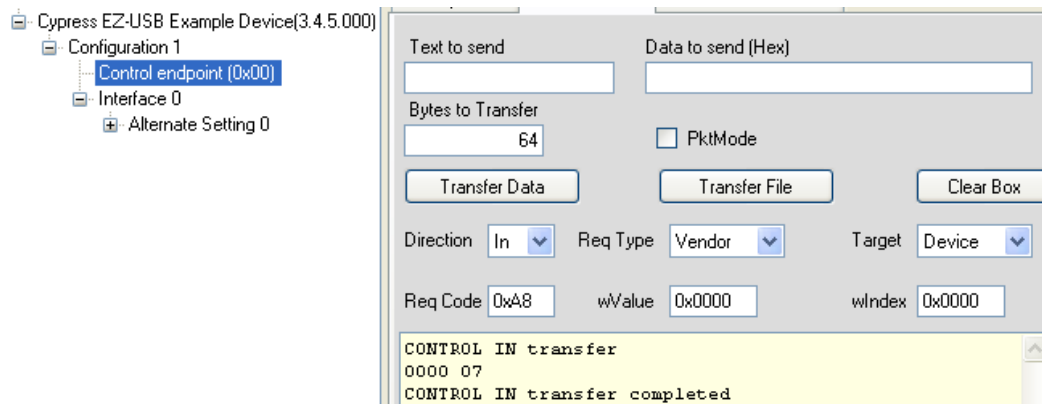 Cypress EZ-USB Example Device(3.4.5.000)
Configuration 1
Control endpoint (0x00)
Interface 0
Alternate Setting 0
Text to send Data to send (Hex)
Bytes to Transfer
64 PktMode
Transfer Data Transfer File Clear Box
Direction In Req Type Vendor Target Device
Req Code 0xA8 wValue 0x0000 wIndex 0x0000
CONTROL IN transfer
0000 07
CONTROL IN transfer completed